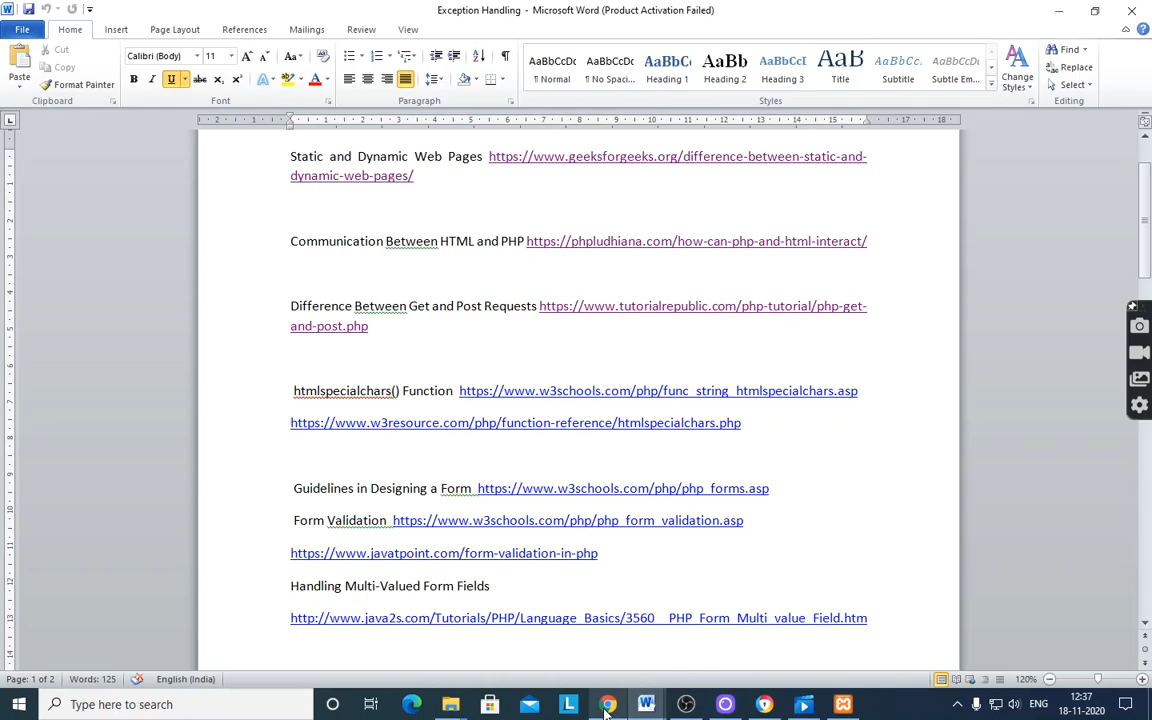 Exception Handling - Microsoft Word (Product Activation Failed)
File Home Insert Page Layout References Mailings Review View
Paste
Cut
Copy
Format Painter
Clipboard
Calibri (Body) 11
Font
Paragraph
AaBbCcDc AaBbCcDc AaBbC AaBb AaBbCcI AaB AaBbCcL AaBbCcDc
¶ Normal ¶ No Spaci... Heading 1 Heading 2 Heading 3 Title Subtitle Subtle Em...
Change Styles
Styles
Find
Replace
Select
Editing
Static and Dynamic Web Pages https://www.geeksforgeeks.org/difference-between-static-and-
dynamic-web-pages/
Communication Between HTML and PHP https://phpludhiana.com/how-can-php-and-html-interact/
Difference Between Get and Post Requests https://www.tutorialrepublic.com/php-tutorial/php-get-
and-post.php
htmlspecialchars() Function https://www.w3schools.com/php/func_string_htmlspecialchars.asp
https://www.w3resource.com/php/function-reference/htmlspecialchars.php
Guidelines in Designing a Form https://www.w3schools.com/php/php_forms.asp
Form Validation https://www.w3schools.com/php/php_form_validation.asp
https://www.javatpoint.com/form-validation-in-php
Handling Multi-Valued Form Fields
http://www.java2s.com/Tutorials/PHP/Language_Basics/3560__PHP_Form_Multi_value_Field.htm
Page: 1 of 2 Words: 125 English (India) 120%
Type here to search
ENG
12:37
18-11-2020